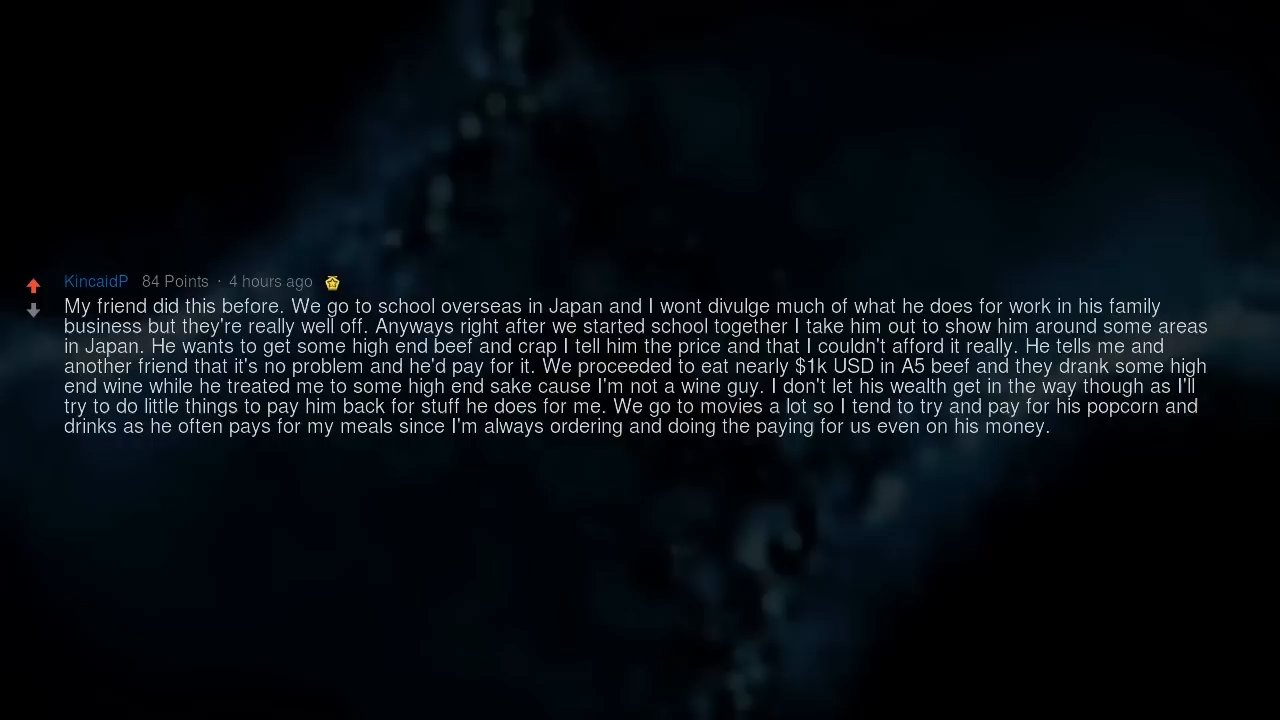 KincaidP 84 Points · 4 hours ago
My friend did this before. We go to school overseas in Japan and I wont divulge much of what he does for work in his family
business but they're really well off. Anyways right after we started school together I take him out to show him around some areas
in Japan. He wants to get some high end beef and crap I tell him the price and that I couldn't afford it really. He tells me and
another friend that it's no problem and he'd pay for it. We proceeded to eat nearly $1k USD in A5 beef and they drank some high
end wine while he treated me to some high end sake cause I'm not a wine guy. I don't let his wealth get in the way though as I'll
try to do little things to pay him back for stuff he does for me. We go to movies a lot so I tend to try and pay for his popcorn and
drinks as he often pays for my meals since I'm always ordering and doing the paying for us even on his money.